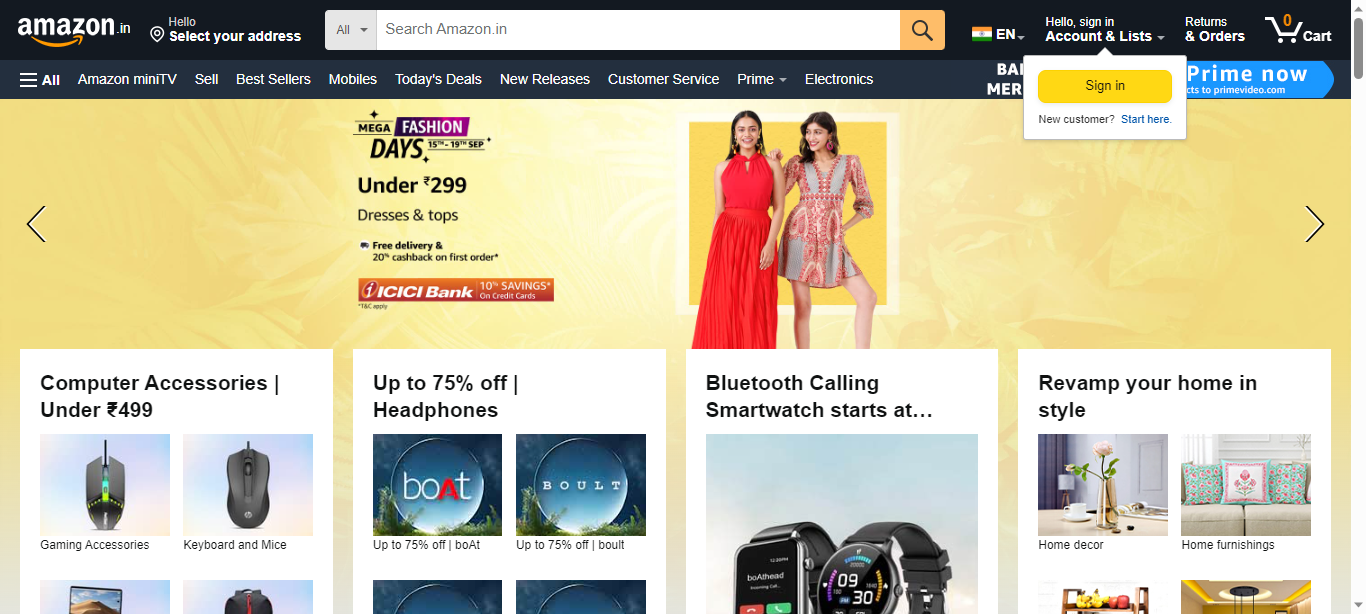 amazon.in
Hello
Select your address
All
Search Amazon.in
EN
Hello, sign in
Account & Lists
Returns
& Orders
0
Cart
All
Amazon miniTV
Sell
Best Sellers
Mobiles
Today's Deals
New Releases
Customer Service
Prime
Electronics
Prime now
to primevideo.com
Sign in
New customer? Start here.
MEGA FASHION
DAYS 15TH - 19TH SEP
Under ₹299
Dresses & tops
Free delivery &
20% cashback on first order*
ICICI Bank
10% SAVINGS*
On Credit Cards
*T&C apply
Computer Accessories |
Under ₹499
Gaming Accessories
Keyboard and Mice
Up to 75% off |
Headphones
boAt
BOULT
Up to 75% off | boAt
Up to 75% off | boult
Bluetooth Calling
Smartwatch starts at…
12:20PM
boAthead
Incoming Call...
09
30
Revamp your home in
style
Home decor
Home furnishings